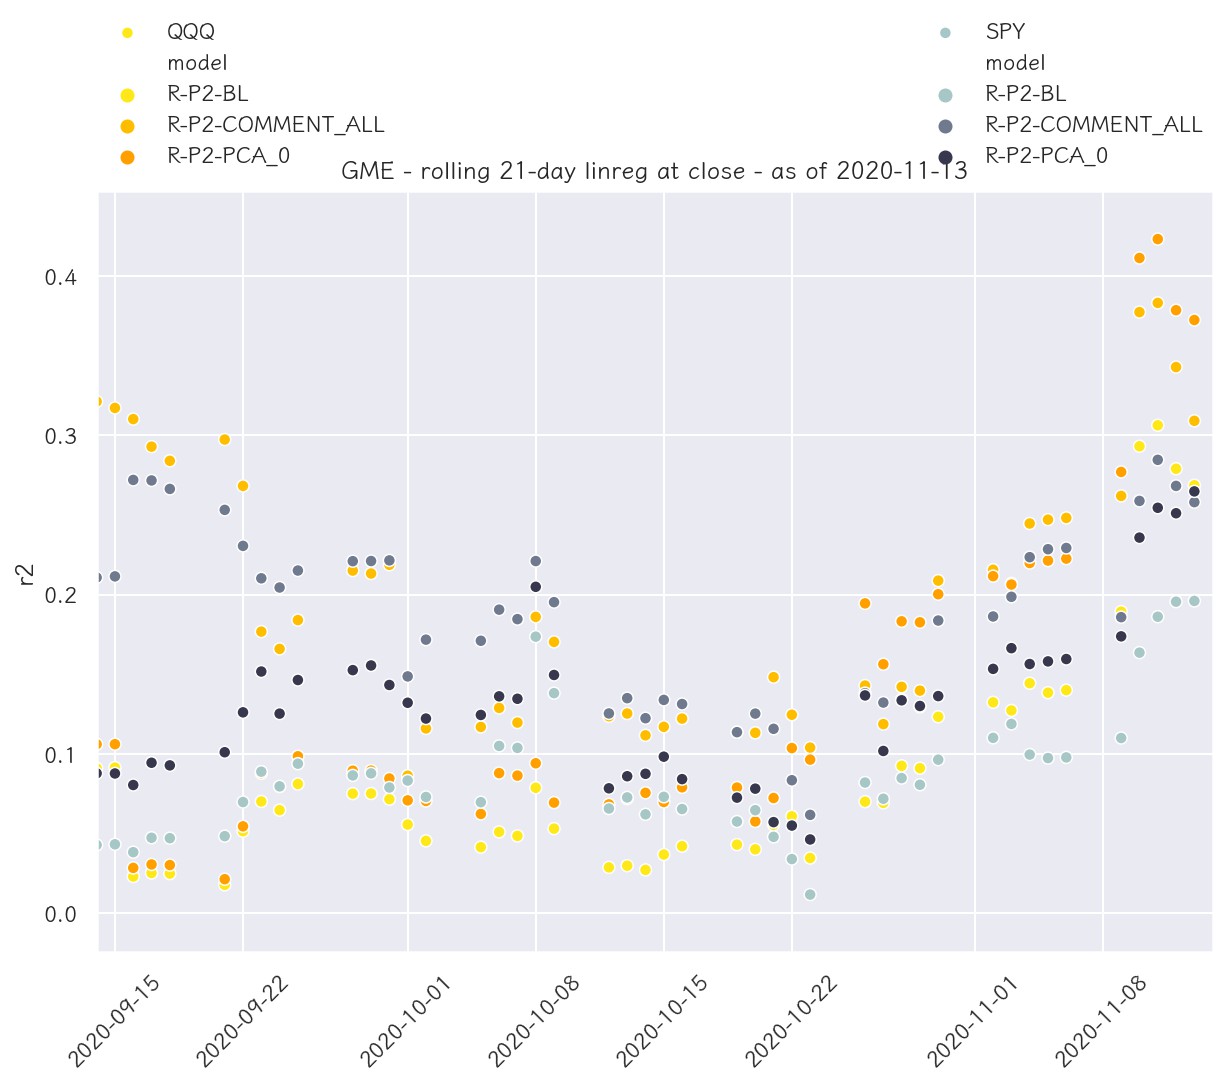 QQQ
model
R-P2-BL
R-P2-COMMENT_ALL
R-P2-PCA_0
SPY
model
R-P2-BL
R-P2-COMMENT_ALL
R-P2-PCA_0
GME - rolling 21-day linreg at close - as of 2020-11-13
r2
0.4
0.3
0.2
0.1
0.0
2020-09-15
2020-09-22
2020-10-01
2020-10-08
2020-10-15
2020-10-22
2020-11-01
2020-11-08